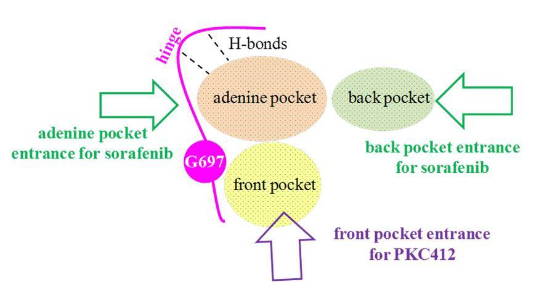 hinge
H-bonds
adenine pocket
back pocket
adenine pocket
entrance for sorafenib
G697
back pocket entrance
for sorafenib
front pocket
front pocket entrance
for PKC412